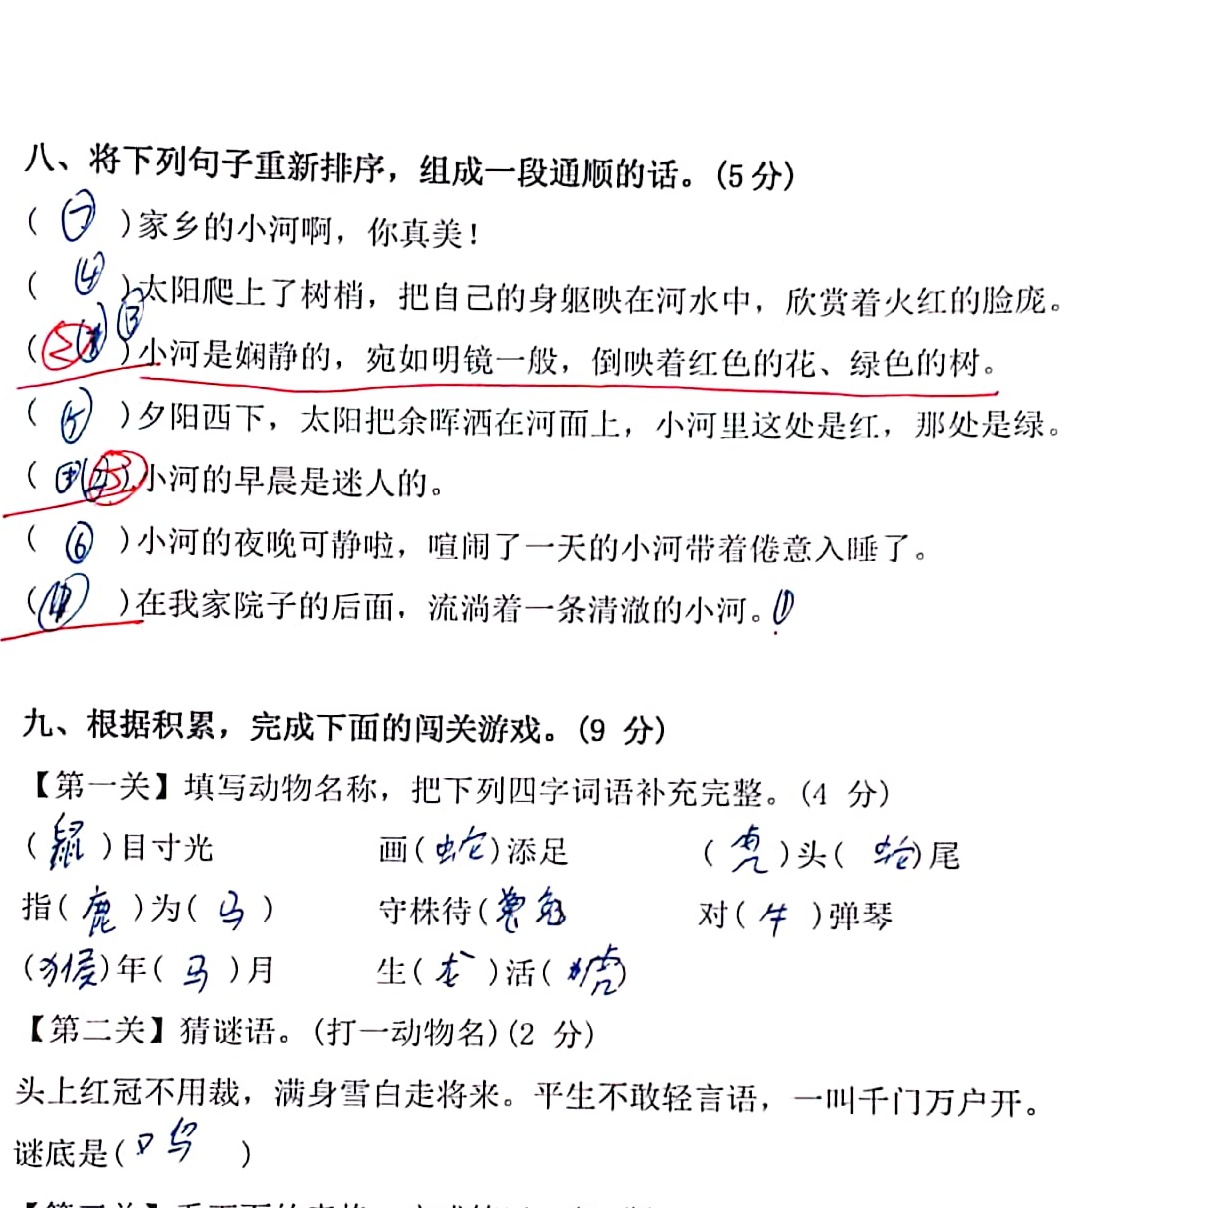 八、将下列句子重新排序，组成一段通顺的话。(5分)
( ⑦ )家乡的小河啊，你真美！
( ④ )太阳爬上了树梢，把自己的身躯映在河水中，欣赏着火红的脸庞。
( 2 ③ )小河是娴静的，宛如明镜一般，倒映着红色的花、绿色的树。
( ⑤ )夕阳西下，太阳把余晖洒在河面上，小河里这处是红，那处是绿。
( ② 3 )小河的早晨是迷人的。
( ⑥ )小河的夜晚可静啦，喧闹了一天的小河带着倦意入睡了。
( )在我家院子的后面，流淌着一条清澈的小河。①
九、根据积累，完成下面的闯关游戏。(9 分)
【第一关】填写动物名称，把下列四字词语补充完整。(4 分)
( 鼠 )目寸光 画( 蛇 )添足 ( 虎 )头( 蛇 )尾
指( 鹿 )为( 马 ) 守株待( 兔 对( 牛 )弹琴
( 猴 )年( 马 )月 生( 龙 )活( 虎 )
【第二关】猜谜语。(打一动物名)(2 分)
头上红冠不用裁，满身雪白走将来。平生不敢轻言语，一叫千门万户开。
谜底是( 鸡 )